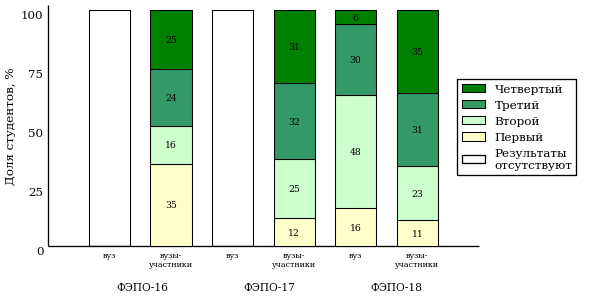 Доля студентов, %
100
75
50
25
0
25
24
16
35
31
32
25
12
6
30
48
16
35
31
23
11
вуз
вузы-
участники
вуз
вузы-
участники
вуз
вузы-
участники
ФЭПО-16
ФЭПО-17
ФЭПО-18
Четвертый
Третий
Второй
Первый
Результаты
отсутствуют